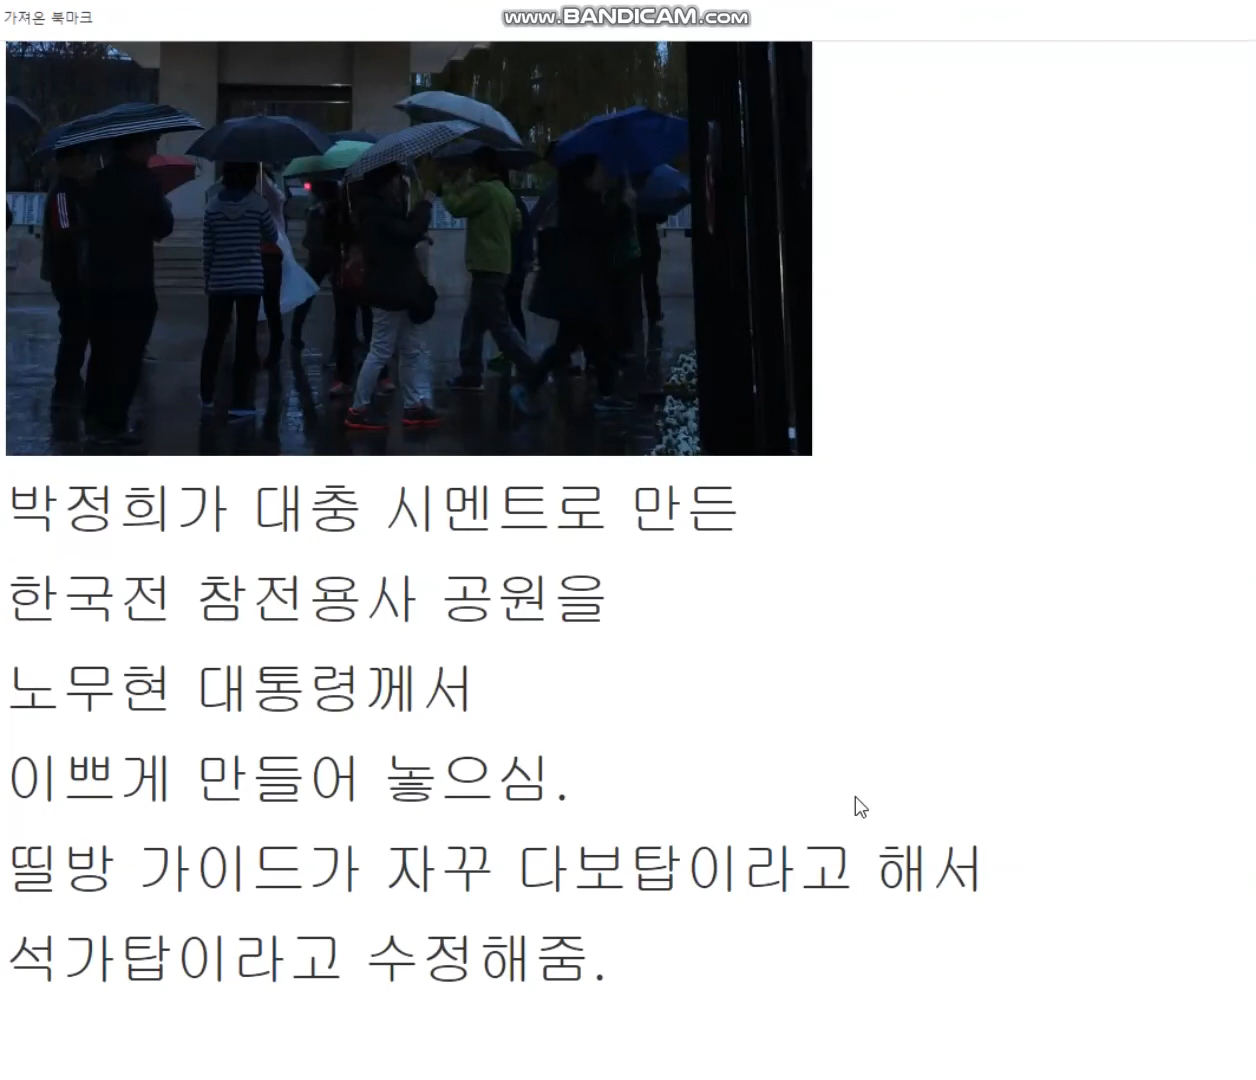 가져온 북마크
www.BANDICAM.com
박정희가 대충 시멘트로 만든
한국전 참전용사 공원을
노무현 대통령께서
이쁘게 만들어 놓으심.
띨방 가이드가 자꾸 다보탑이라고 해서
석가탑이라고 수정해줌.